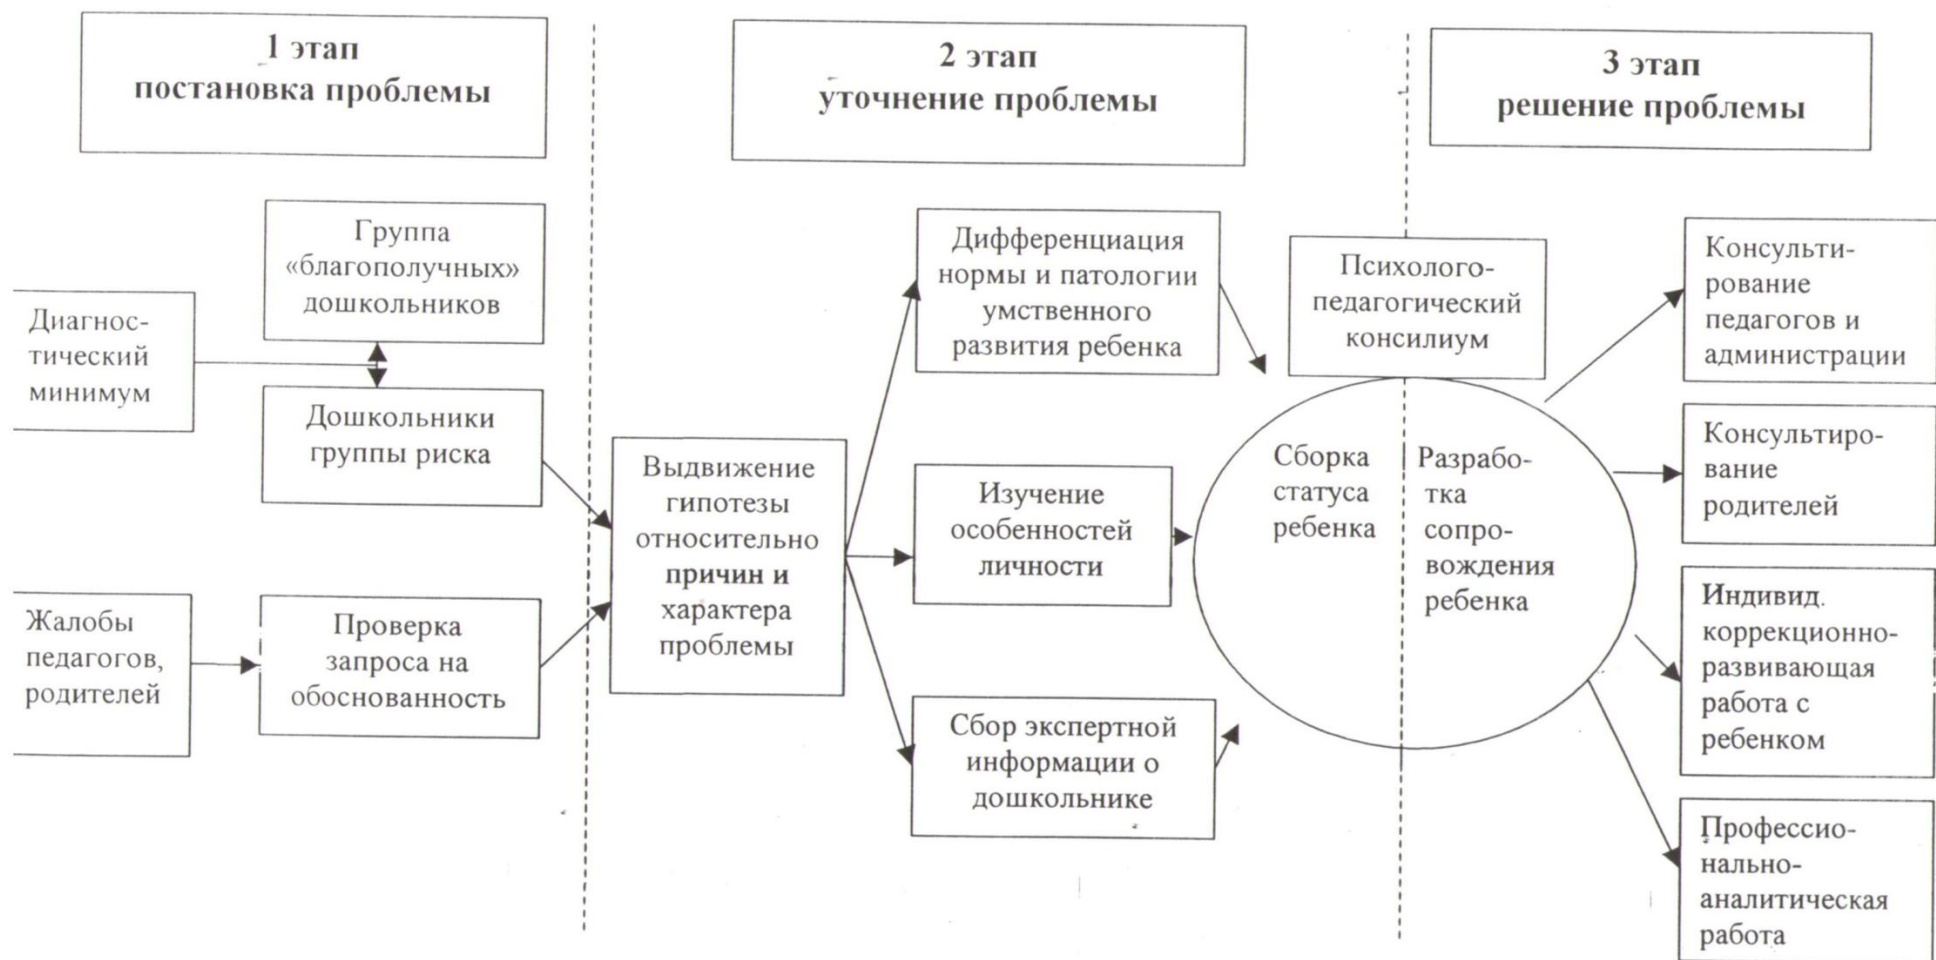 1 этап
постановка проблемы
2 этап
уточнение проблемы
3 этап
решение проблемы
Группа
«благополучных»
дошкольников
Диагнос-
тический
минимум
Дошкольники
группы риска
Жалобы
педагогов,
родителей
Проверка
запроса на
обоснованность
Выдвижение
гипотезы
относительно
причин и
характера
проблемы
Дифференциация
нормы и патологии
умственного
развития ребенка
Изучение
особенностей
личности
Сбор экспертной
информации о
дошкольнике
Психолого-
педагогический
консилиум
Сборка
статуса
ребенка
Разрабо-
тка
сопро-
вождения
ребенка
Консульти-
рование
педагогов и
администрации
Консультиро-
вание
родителей
Индивид.
коррекционно-
развивающая
работа с
ребенком
Профессио-
нально-
аналитическая
работа